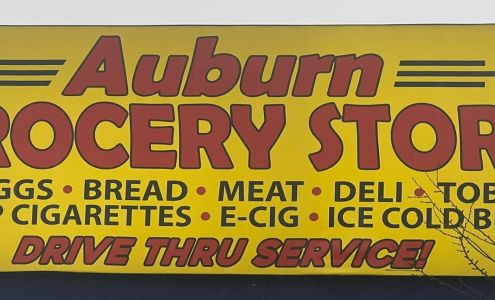 Auburn
ROCERY STOR
GGS • BREAD • MEAT • DELI • TOB
P CIGARETTES • E-CIG • ICE COLD B
DRIVE THRU SERVICE!